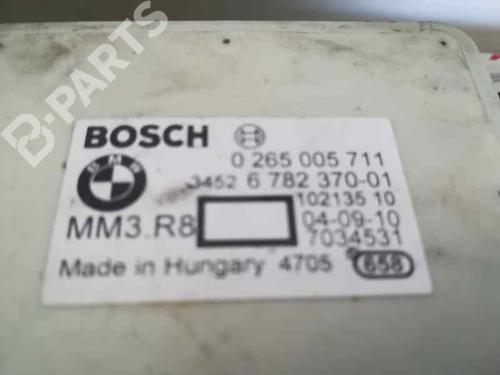 B-PARTS
BOSCH
BMW
0 265 005 711
3452 6 782 370-01
102135 10
MM3.R8
04-09-10
7034531
Made in Hungary 4705 658